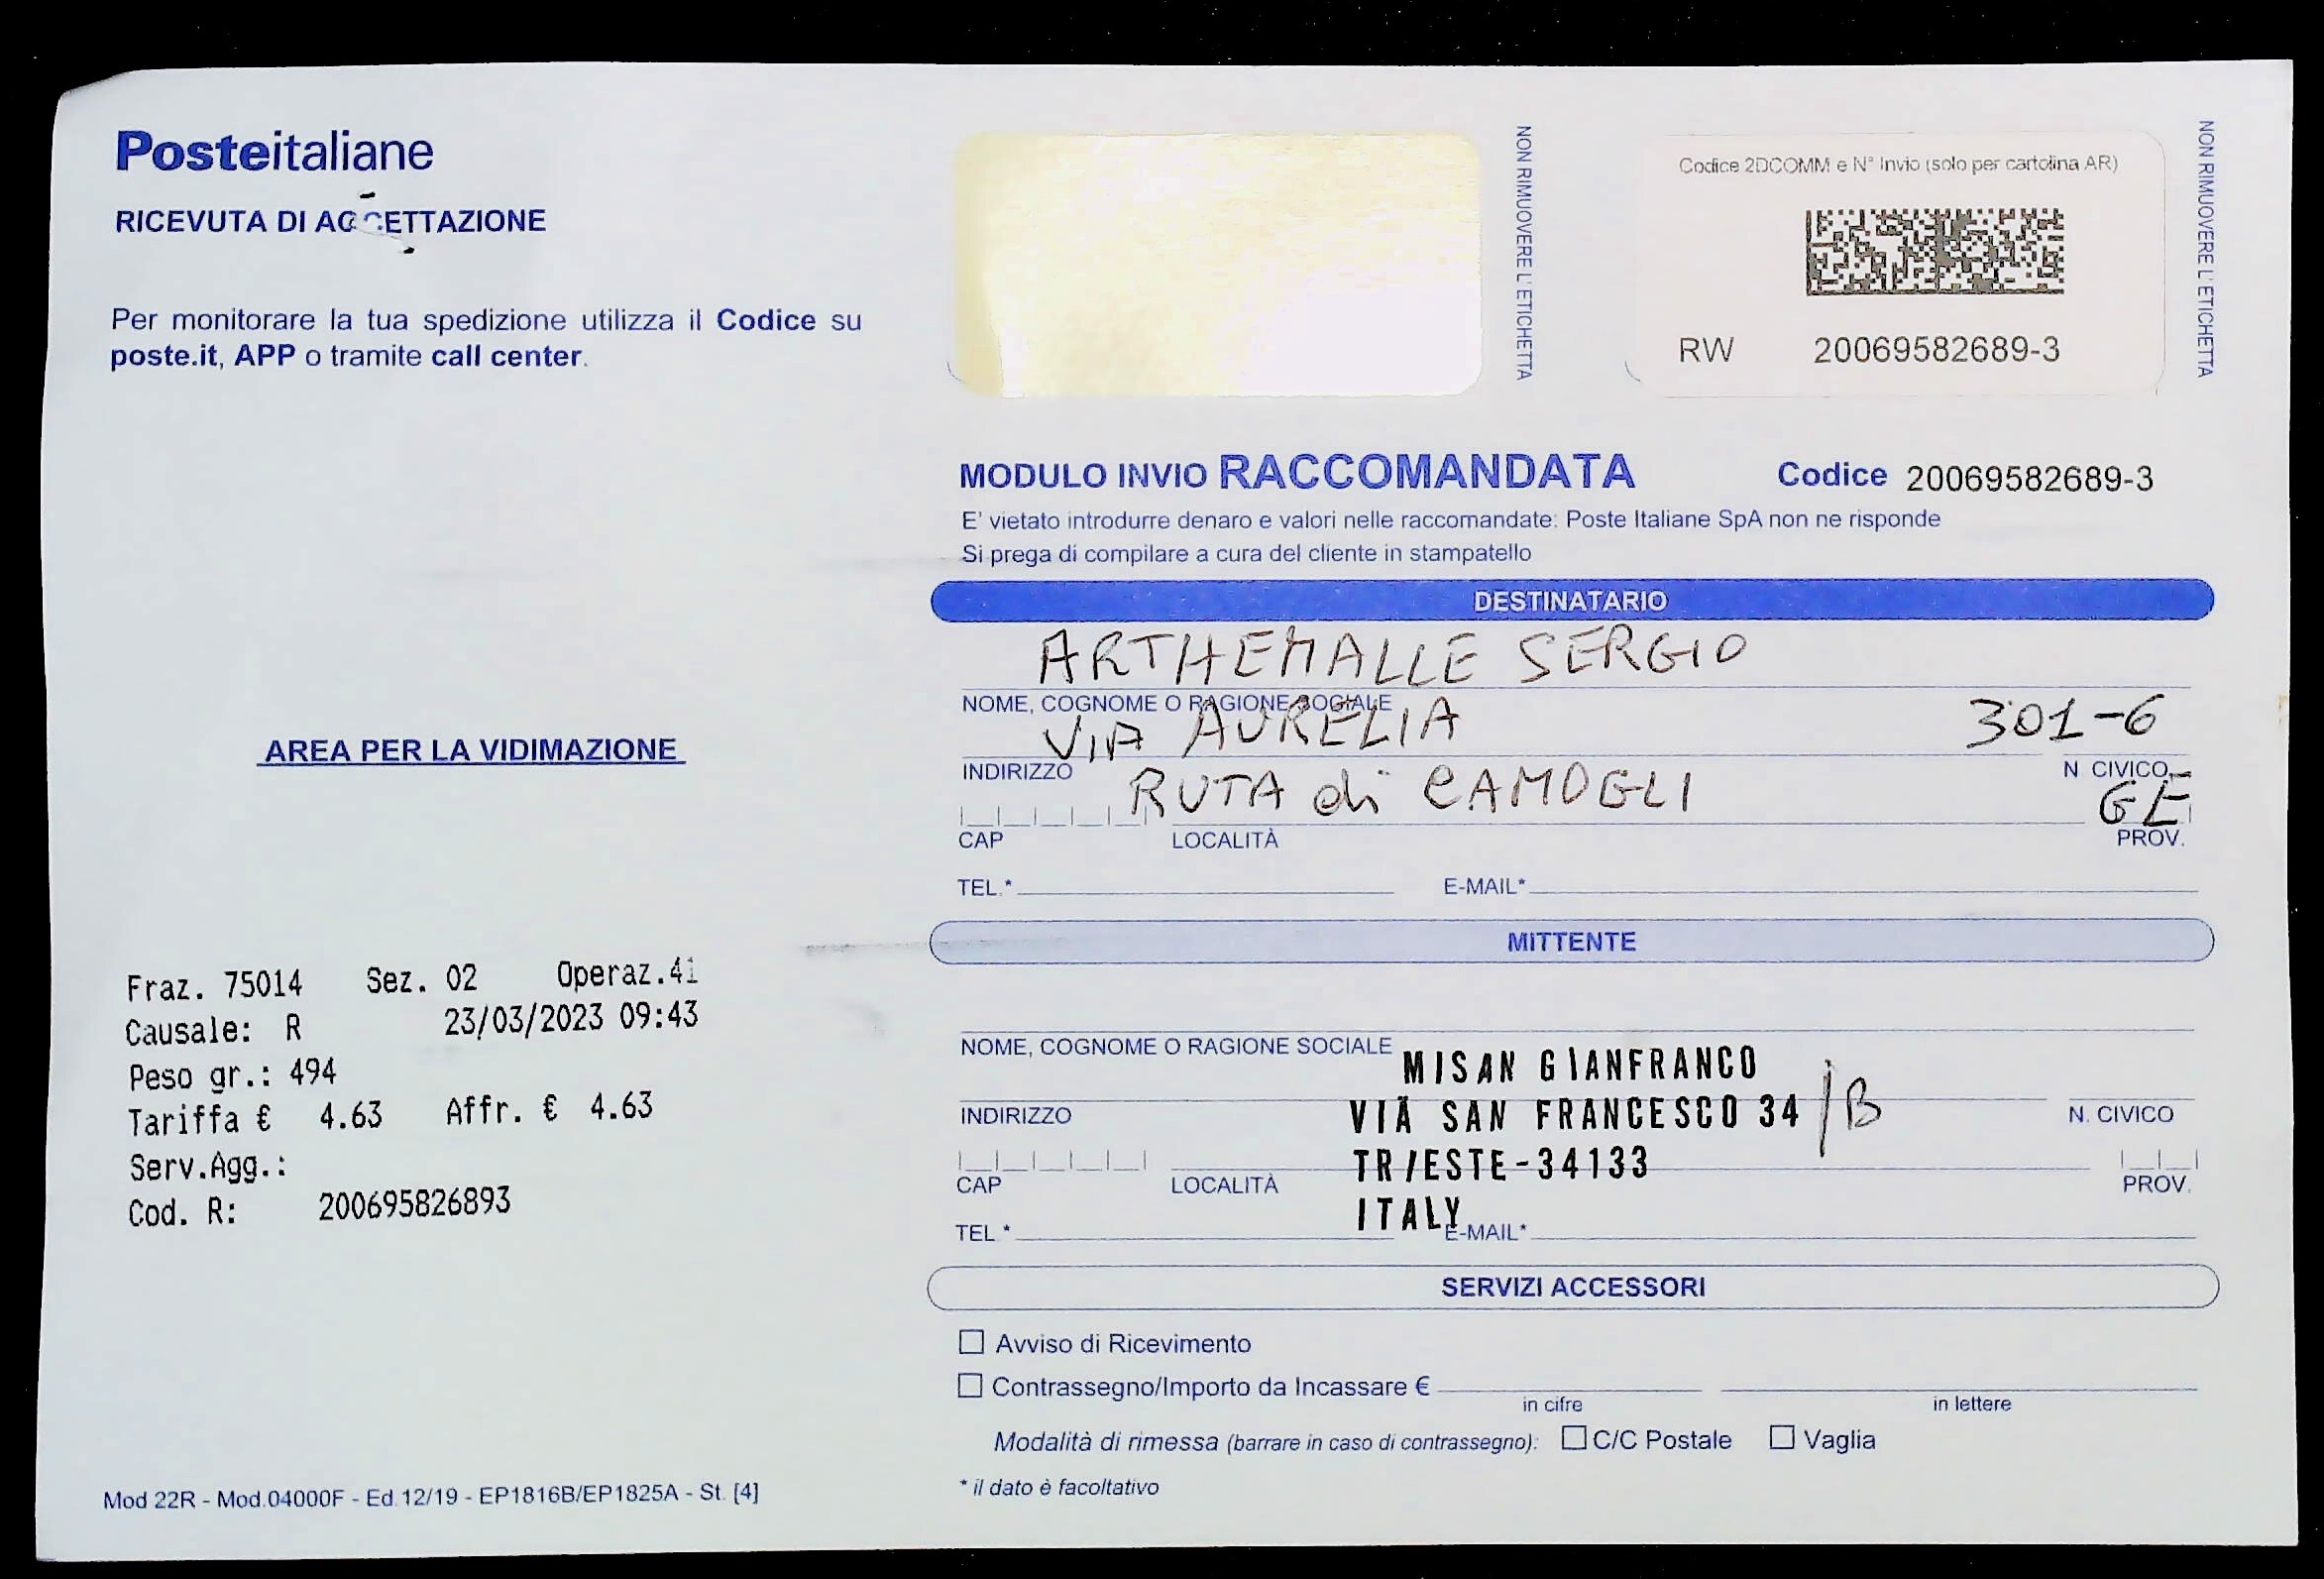 Posteitaliane
RICEVUTA DI ACCETTAZIONE
Per monitorare la tua spedizione utilizza il Codice su
poste.it, APP o tramite call center.
AREA PER LA VIDIMAZIONE
Fraz. 75014 Sez. 02 Operaz.41
Causale: R 23/03/2023 09:43
Peso gr.: 494
Tariffa € 4.63 Affr. € 4.63
Serv.Agg.:
Cod. R: 200695826893
Mod 22R - Mod.04000F - Ed.12/19 - EP1816B/EP1825A - St. [4]
NON RIMUOVERE L'ETICHETTA
Codice 2DCOMM e N° Invio (solo per cartolina AR)
RW 20069582689-3
NON RIMUOVERE L'ETICHETTA
MODULO INVIO RACCOMANDATA Codice 20069582689-3
E' vietato introdurre denaro e valori nelle raccomandate: Poste Italiane SpA non ne risponde
Si prega di compilare a cura del cliente in stampatello
DESTINATARIO
ARTHEMALLE SERGIO
NOME, COGNOME O RAGIONE SOCIALE
VIA AURELIA 301-6
INDIRIZZO N CIVICO
RUTA di CAMOGLI GE
CAP LOCALITÀ PROV.
TEL.* E-MAIL*
MITTENTE
NOME, COGNOME O RAGIONE SOCIALE
MISAN GIANFRANCO
INDIRIZZO N. CIVICO
VIA SAN FRANCESCO 34 /B
TRIESTE-34133
CAP LOCALITÀ PROV.
ITALY
TEL.* E-MAIL*
SERVIZI ACCESSORI
Avviso di Ricevimento
Contrassegno/Importo da Incassare €
in cifre in lettere
Modalità di rimessa (barrare in caso di contrassegno): C/C Postale Vaglia
* il dato è facoltativo